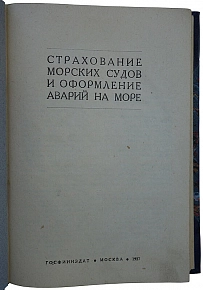 СТРАХОВАНИЕ
МОРСКИХ СУДОВ
И ОФОРМЛЕНИЕ
АВАРИЙ НА МОРЕ
ГОСФИНИЗДАТ • МОСКВА •